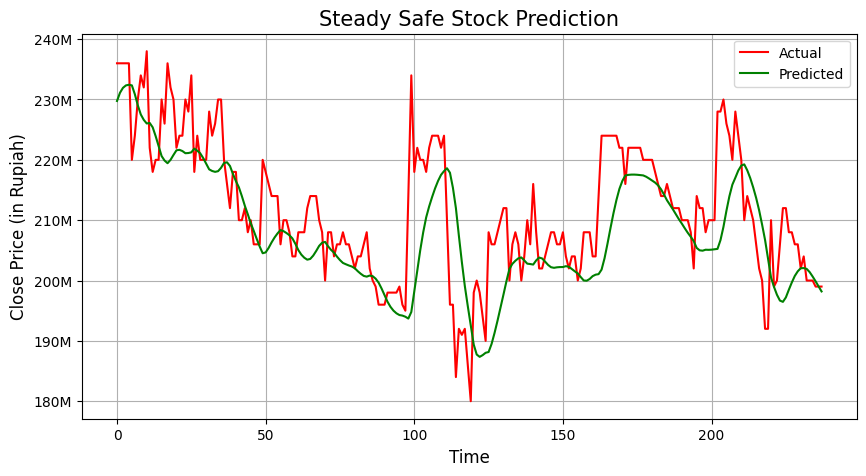 Steady Safe Stock Prediction
Actual
Predicted
Close Price (in Rupiah)
240M
230M
220M
210M
200M
190M
180M
0
50
100
150
200
Time